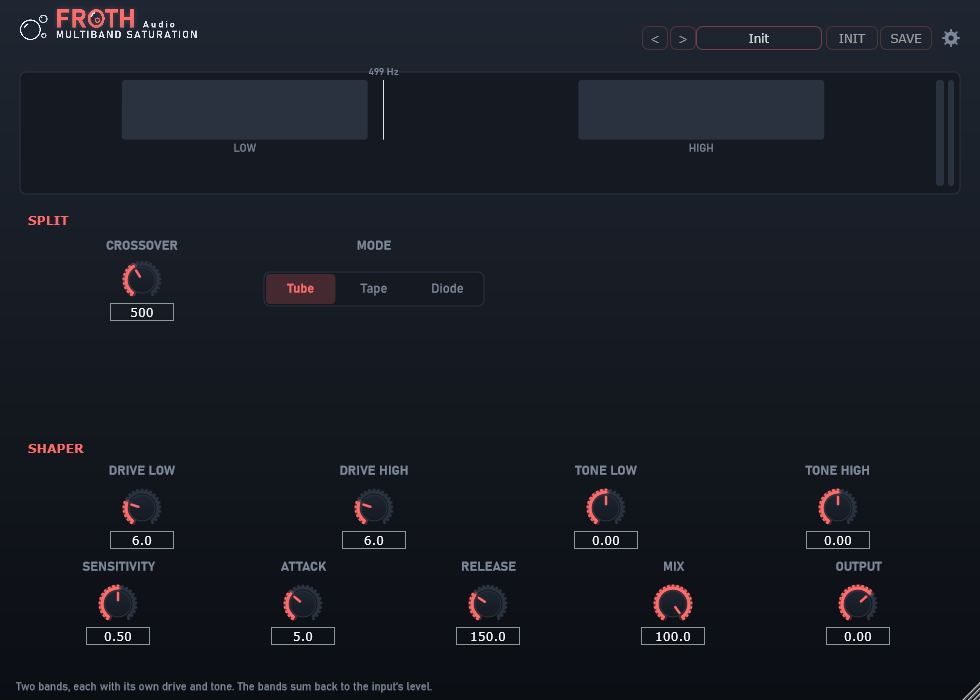 FROTH Audio
MULTIBAND SATURATION
< > Init INIT SAVE
499 Hz
LOW HIGH
SPLIT
CROSSOVER MODE
Tube Tape Diode
500
SHAPER
DRIVE LOW DRIVE HIGH TONE LOW TONE HIGH
6.0 6.0 0.00 0.00
SENSITIVITY ATTACK RELEASE MIX OUTPUT
0.50 5.0 150.0 100.0 0.00
Two bands, each with its own drive and tone. The bands sum back to the input's level.